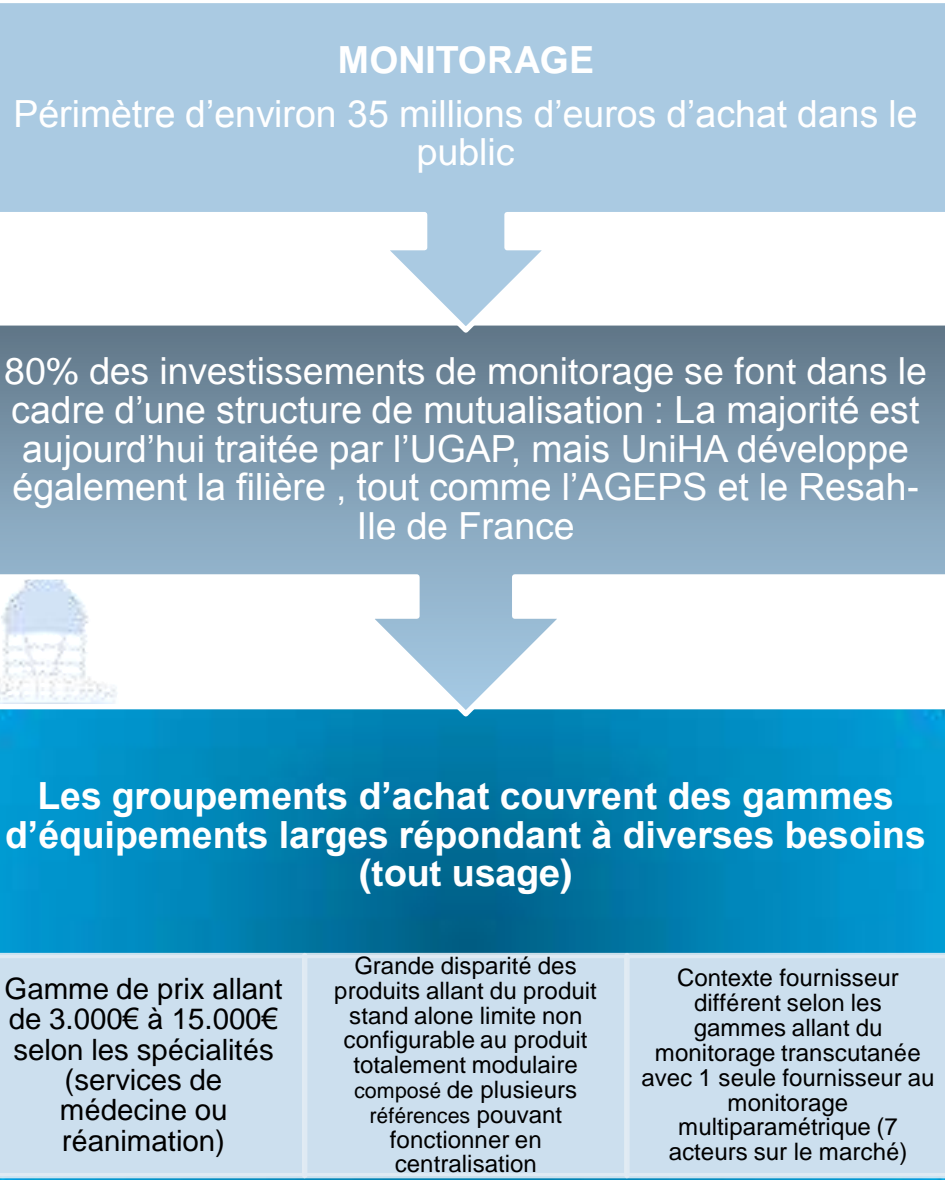 MONITORAGE
Périmètre d'environ 35 millions d'euros d'achat dans le
public
80% des investissements de monitorage se font dans le
cadre d'une structure de mutualisation : La majorité est
aujourd'hui traitée par l'UGAP, mais UniHA développe
également la filière , tout comme l'AGEPS et le Resah-
Ile de France
Les groupements d'achat couvrent des gammes
d'équipements larges répondant à diverses besoins
(tout usage)
Gamme de prix allant
de 3.000€ à 15.000€
selon les spécialités
(services de
médecine ou
réanimation)
Grande disparité des
produits allant du produit
stand alone limite non
configurable au produit
totalement modulaire
composé de plusieurs
références pouvant
fonctionner en
centralisation
Contexte fournisseur
différent selon les
gammes allant du
monitorage transcutanée
avec 1 seule fournisseur au
monitorage
multiparamétrique (7
acteurs sur le marché)